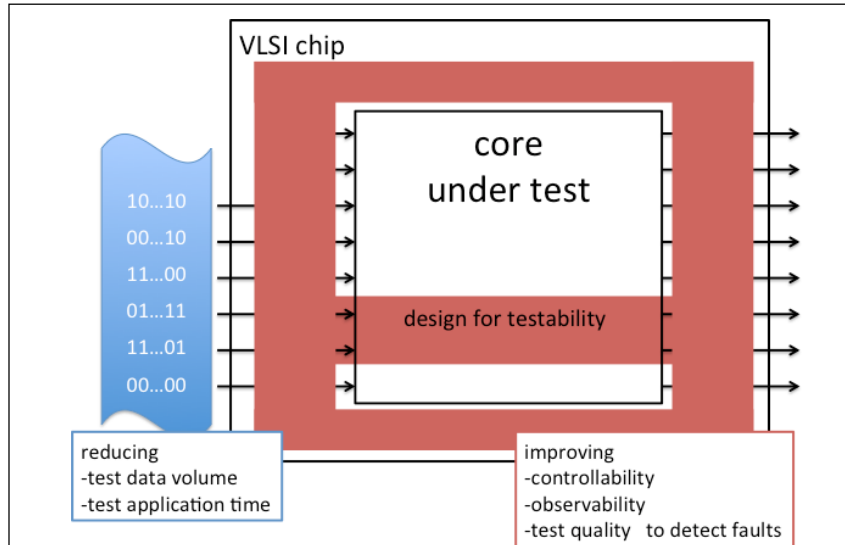 VLSI chip
core
under test
10...10
00...10
11...00
01...11
11...01
00...00
design for testability
reducing
-test data volume
-test application time
improving
-controllability
-observability
-test quality to detect faults